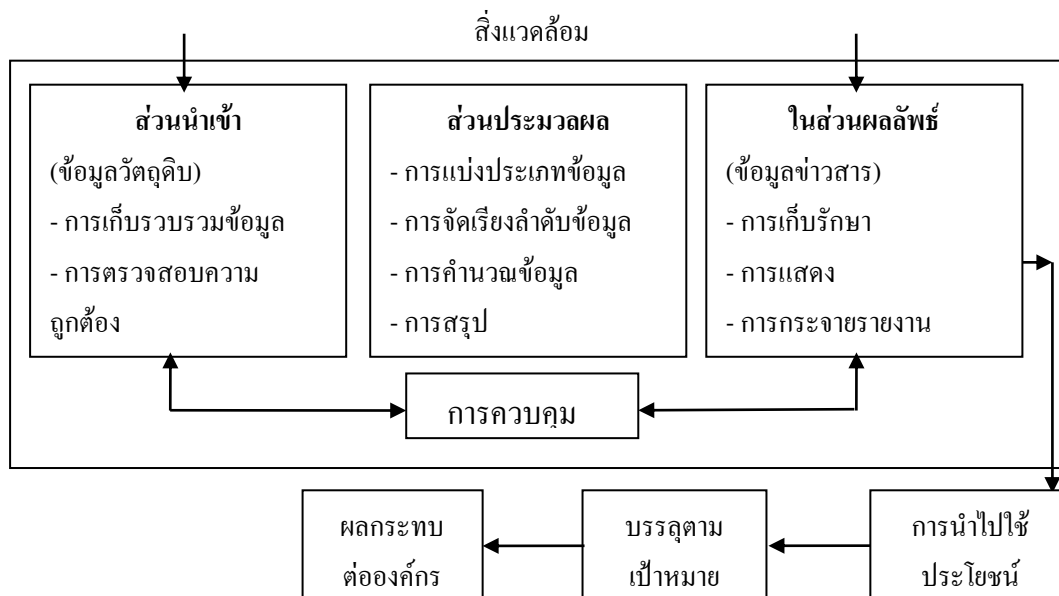 สิ่งแวดล้อม
ส่วนนำเข้า
(ข้อมูลวัตถุดิบ)
- การเก็บรวบรวมข้อมูล
- การตรวจสอบความ
ถูกต้อง
ส่วนประมวลผล
- การแบ่งประเภทข้อมูล
- การจัดเรียงลำดับข้อมูล
- การคำนวณข้อมูล
- การสรุป
ในส่วนผลลัพธ์
(ข้อมูลข่าวสาร)
- การเก็บรักษา
- การแสดง
- การกระจายรายงาน
การควบคุม
การนำไปใช้
ประโยชน์
บรรลุตาม
เป้าหมาย
ผลกระทบ
ต่อองค์กร